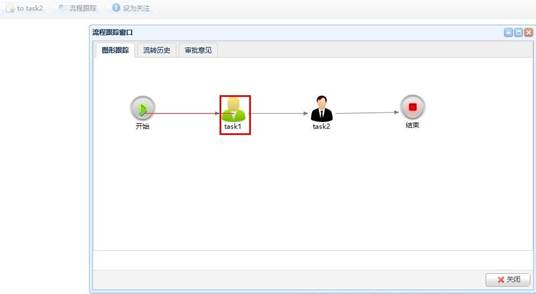 to task2 流程跟踪 设为关注
流程跟踪窗口
图形跟踪 流转历史 审批意见
开始 task1 task2 结束
关闭